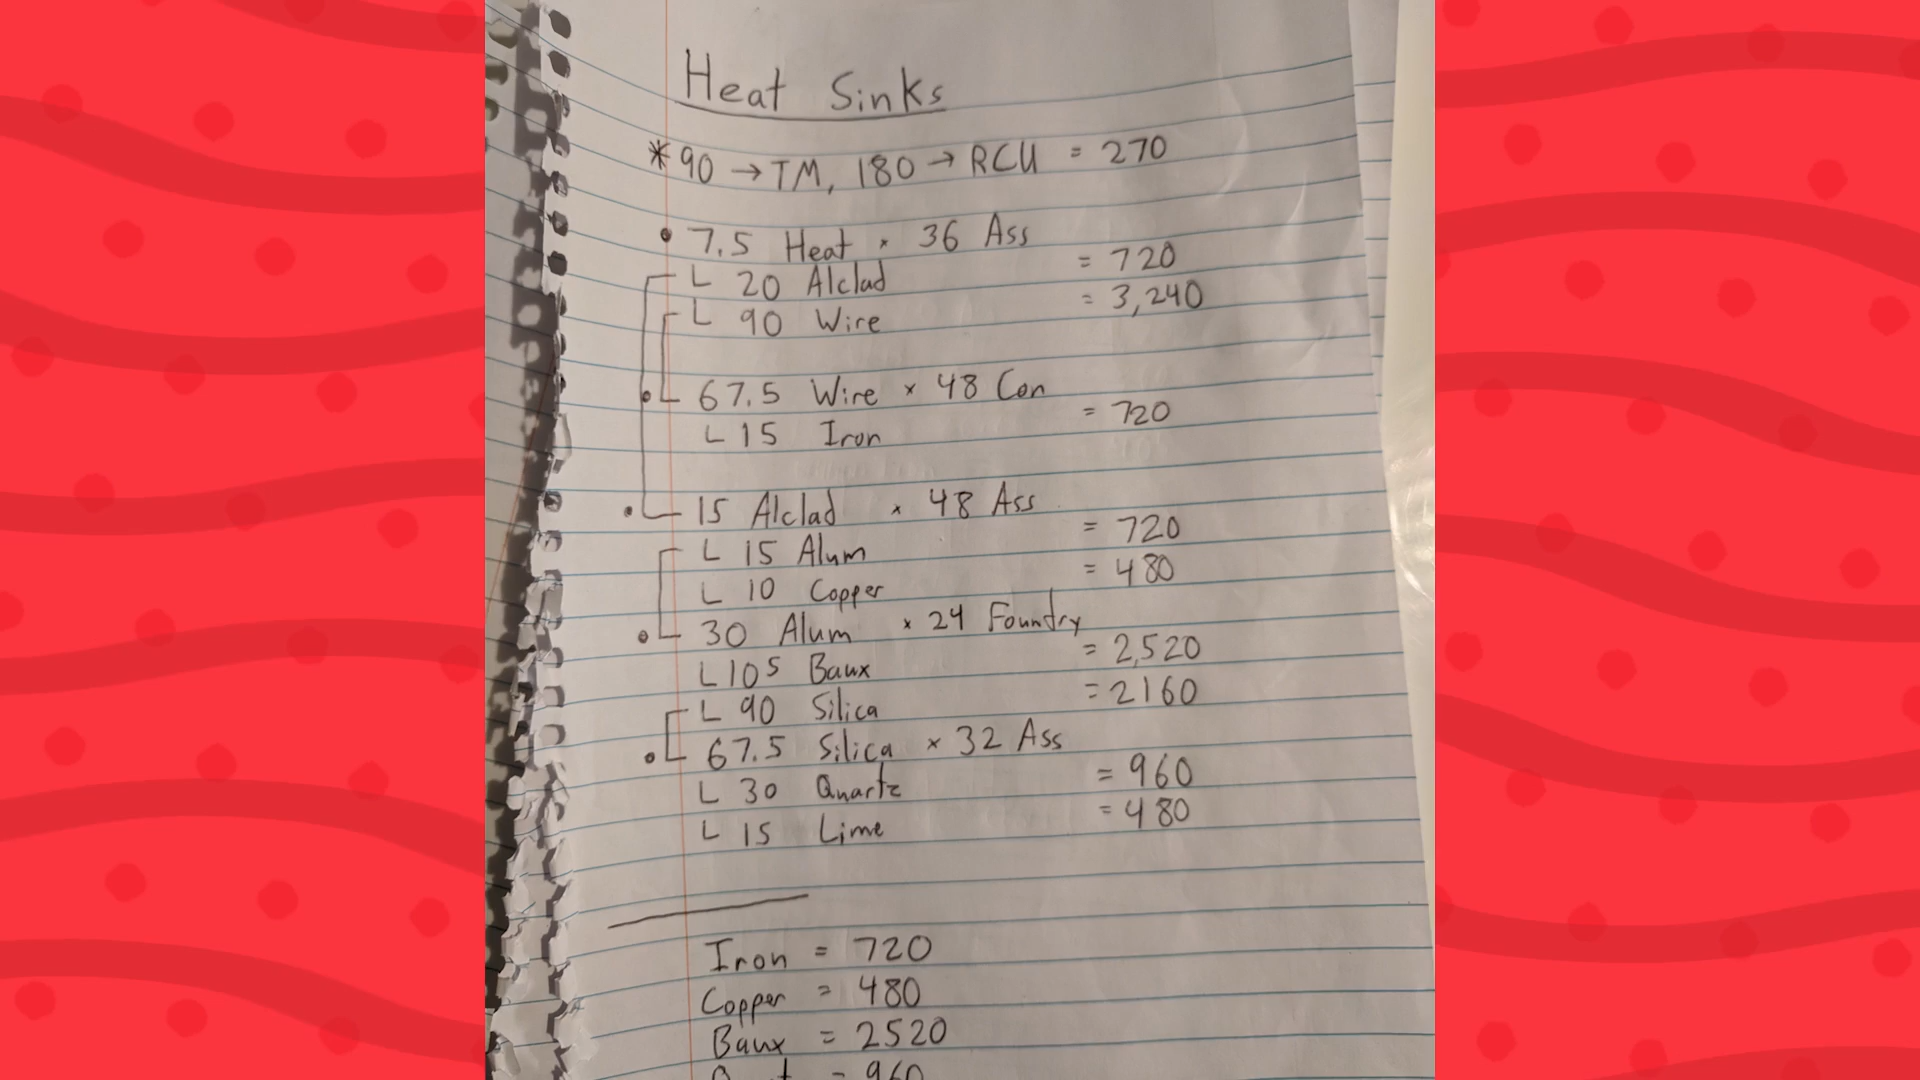 Heat Sinks
*90 → TM, 180 → RCU = 270
• 7.5 Heat × 36 Ass
L 20 Alclad = 720
L 90 Wire = 3,240
• 67.5 Wire × 48 Con
L 15 Iron = 720
• 15 Alclad × 48 Ass
L 15 Alum = 720
L 10 Copper = 480
• 30 Alum × 24 Foundry
L 105 Baux = 2,520
L 90 Silica = 2160
• 67.5 Silica × 32 Ass
L 30 Quartz = 960
L 15 Lime = 480
Iron = 720
Copper = 480
Baux = 2520
= 960